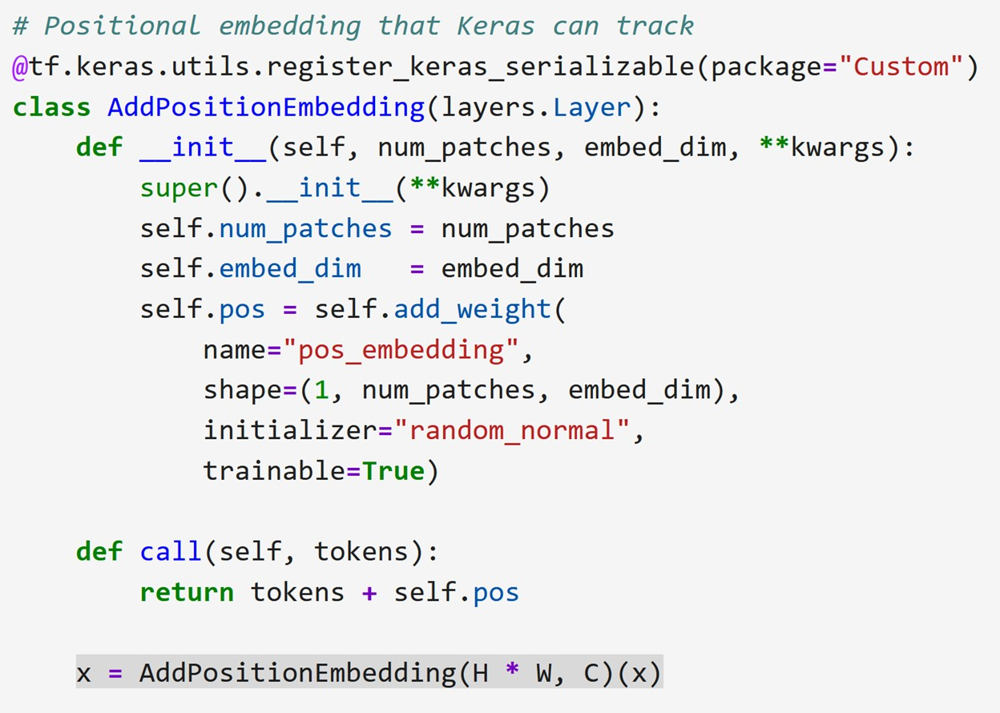 # Positional embedding that Keras can track
@tf.keras.utils.register_keras_serializable(package="Custom")
class AddPositionEmbedding(layers.Layer):
    def __init__(self, num_patches, embed_dim, **kwargs):
        super().__init__(**kwargs)
        self.num_patches = num_patches
        self.embed_dim   = embed_dim
        self.pos = self.add_weight(
            name="pos_embedding",
            shape=(1, num_patches, embed_dim),
            initializer="random_normal",
            trainable=True)

    def call(self, tokens):
        return tokens + self.pos

    x = AddPositionEmbedding(H * W, C)(x)